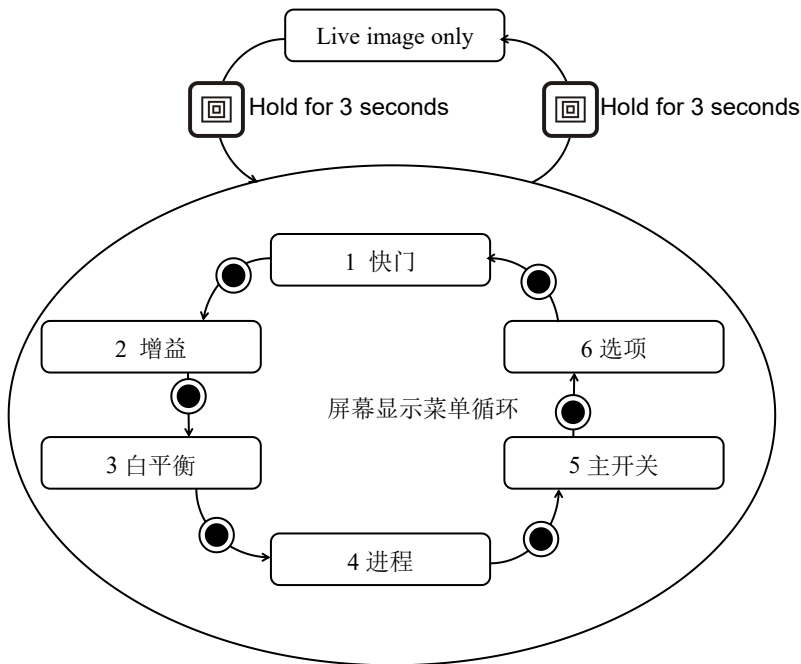 Live image only
Hold for 3 seconds
Hold for 3 seconds
1 快门
2 增益
6 选项
屏幕显示菜单循环
3 白平衡
5 主开关
4 进程